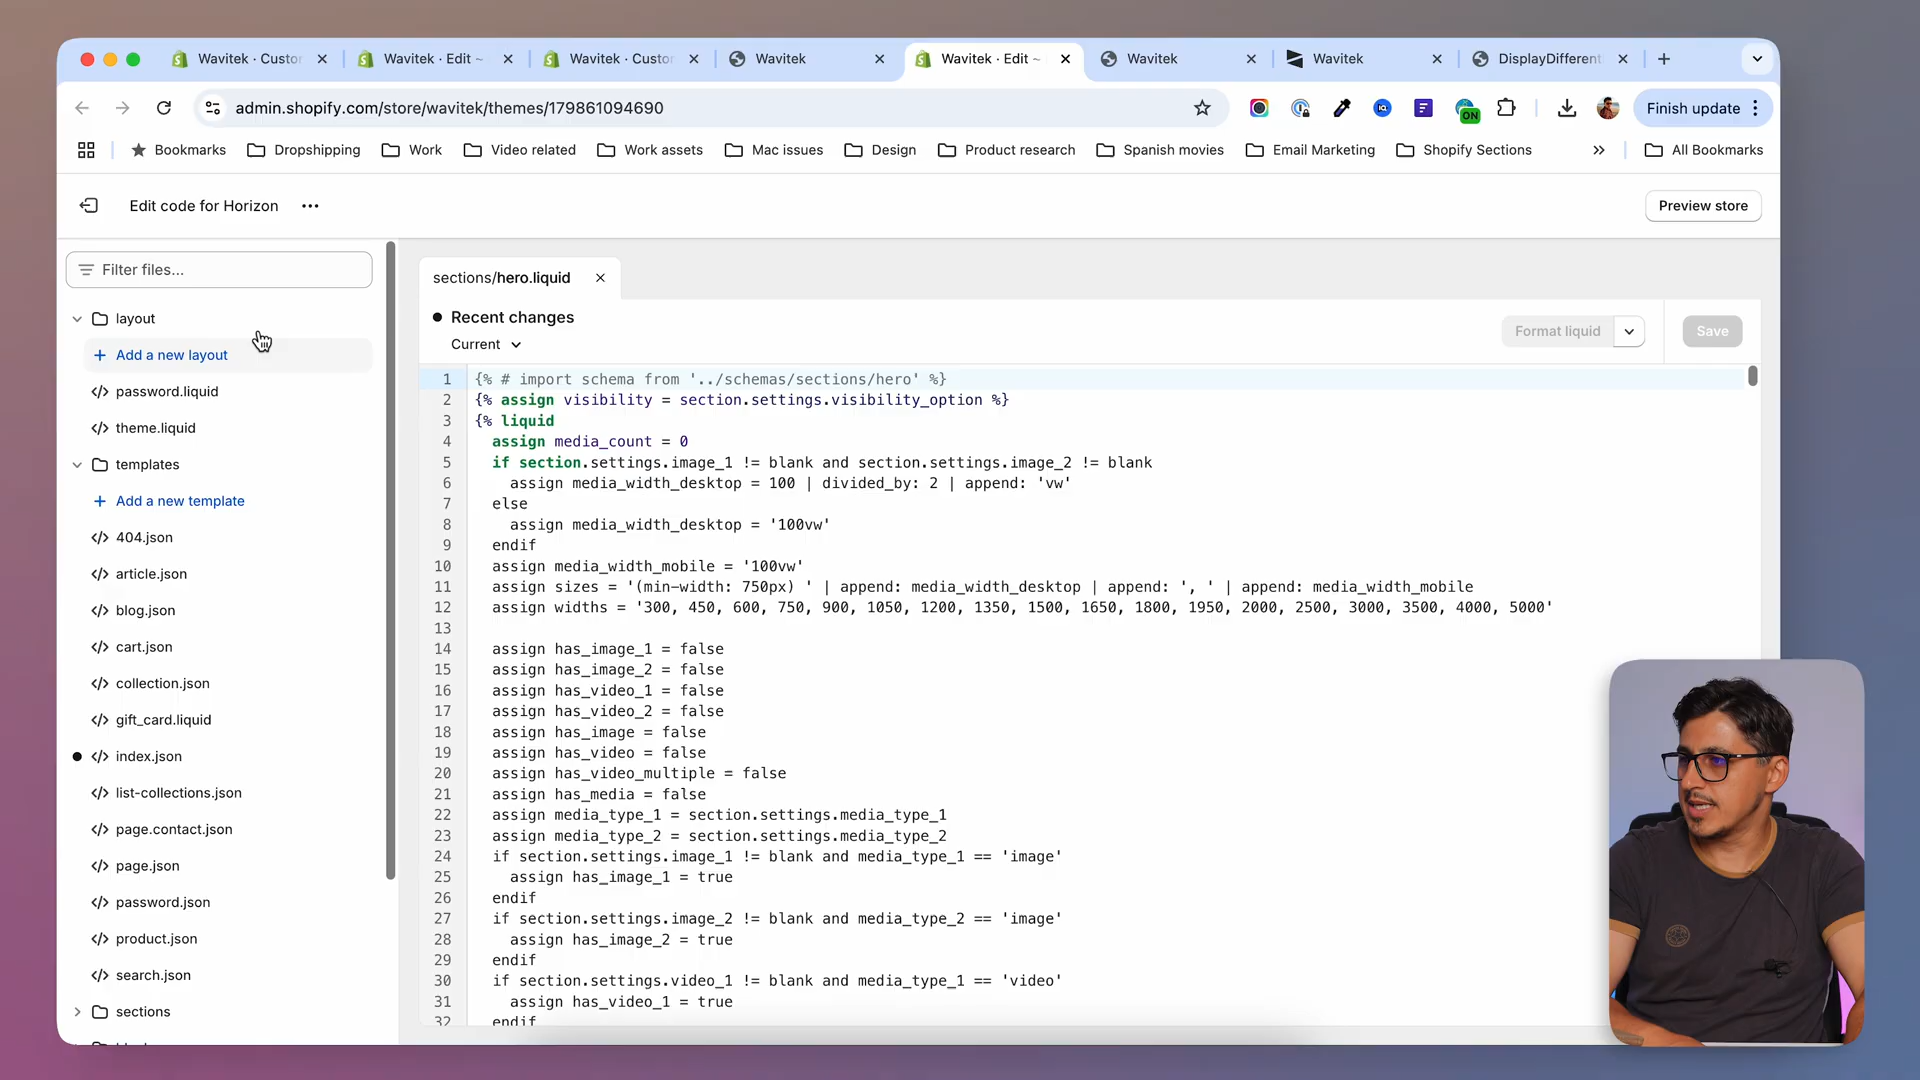 Wavitek · Custor
Wavitek · Edit ~
Wavitek · Custor
Wavitek
Wavitek · Edit ~
Wavitek
Wavitek
DisplayDifferent
admin.shopify.com/store/wavitek/themes/179861094690
ON
Finish update
Bookmarks
Dropshipping
Work
Video related
Work assets
Mac issues
Design
Product research
Spanish movies
Email Marketing
Shopify Sections
All Bookmarks
Edit code for Horizon
Preview store
Filter files...
layout
Add a new layout
password.liquid
theme.liquid
templates
Add a new template
404.json
article.json
blog.json
cart.json
collection.json
gift_card.liquid
index.json
list-collections.json
page.contact.json
page.json
password.json
product.json
search.json
sections
sections/hero.liquid
Recent changes
Current
Format liquid
Save
1 {% # import schema from '../schemas/sections/hero' %}
2 {% assign visibility = section.settings.visibility_option %}
3 {% liquid
4 assign media_count = 0
5 if section.settings.image_1 != blank and section.settings.image_2 != blank
6 assign media_width_desktop = 100 | divided_by: 2 | append: 'vw'
7 else
8 assign media_width_desktop = '100vw'
9 endif
10 assign media_width_mobile = '100vw'
11 assign sizes = '(min-width: 750px) ' | append: media_width_desktop | append: ', ' | append: media_width_mobile
12 assign widths = '300, 450, 600, 750, 900, 1050, 1200, 1350, 1500, 1650, 1800, 1950, 2000, 2500, 3000, 3500, 4000, 5000'
13
14 assign has_image_1 = false
15 assign has_image_2 = false
16 assign has_video_1 = false
17 assign has_video_2 = false
18 assign has_image = false
19 assign has_video = false
20 assign has_video_multiple = false
21 assign has_media = false
22 assign media_type_1 = section.settings.media_type_1
23 assign media_type_2 = section.settings.media_type_2
24 if section.settings.image_1 != blank and media_type_1 == 'image'
25 assign has_image_1 = true
26 endif
27 if section.settings.image_2 != blank and media_type_2 == 'image'
28 assign has_image_2 = true
29 endif
30 if section.settings.video_1 != blank and media_type_1 == 'video'
31 assign has_video_1 = true
32 endif